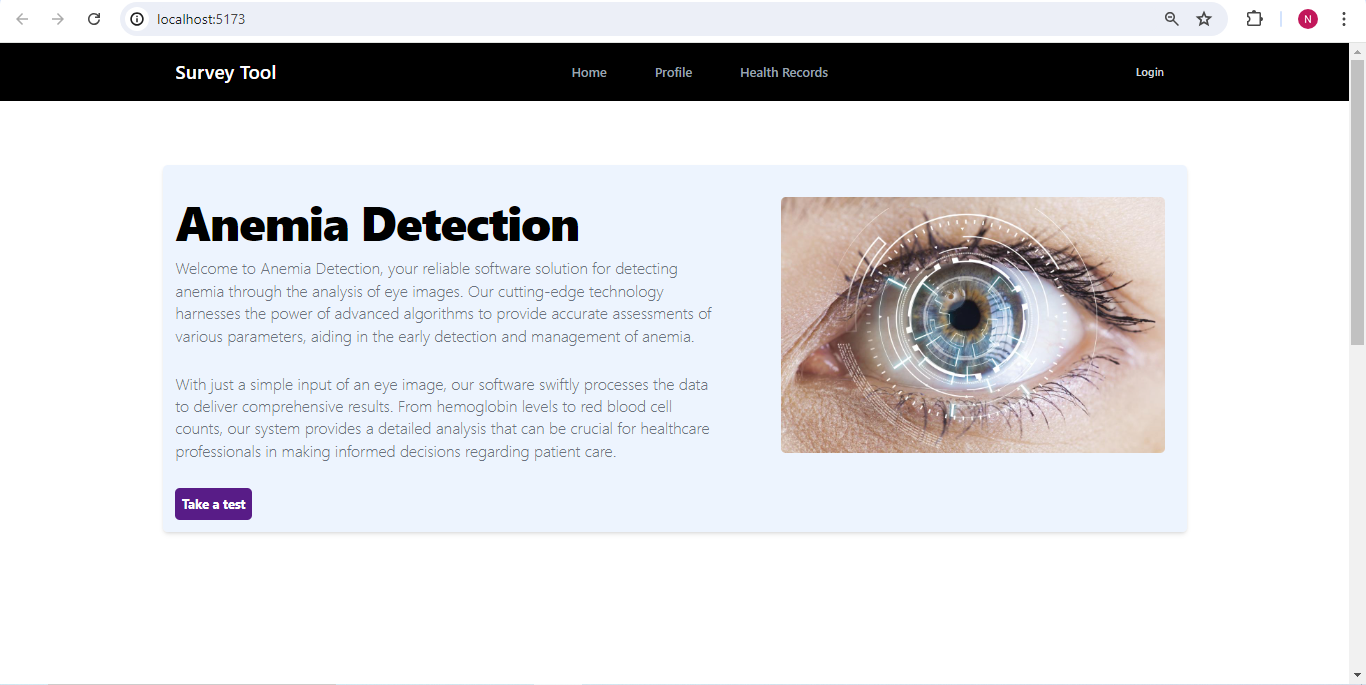 localhost:5173
N
Survey Tool
Home
Profile
Health Records
Login
Anemia Detection
Welcome to Anemia Detection, your reliable software solution for detecting
anemia through the analysis of eye images. Our cutting-edge technology
harnesses the power of advanced algorithms to provide accurate assessments of
various parameters, aiding in the early detection and management of anemia.
With just a simple input of an eye image, our software swiftly processes the data
to deliver comprehensive results. From hemoglobin levels to red blood cell
counts, our system provides a detailed analysis that can be crucial for healthcare
professionals in making informed decisions regarding patient care.
Take a test